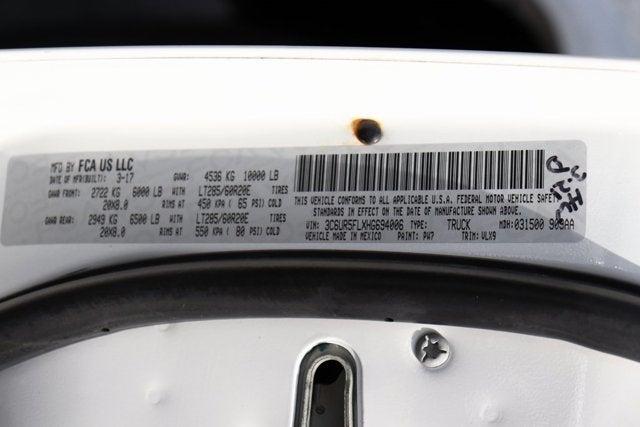 MFD BY FCA US LLC
DATE OF MFR(BUILT): 3-17 GVWR: 4536 KG 10000 LB
GAWR FRONT: 2722 KG 6000 LB WITH LT285/60R20E TIRES
20X8.0 RIMS AT 450 KPA ( 65 PSI) COLD
GAWR REAR: 2949 KG 6500 LB WITH LT285/60R20E TIRES
20X8.0 RIMS AT 550 KPA ( 80 PSI) COLD
THIS VEHICLE CONFORMS TO ALL APPLICABLE U.S.A. FEDERAL MOTOR VEHICLE SAFETY
STANDARDS IN EFFECT ON THE DATE OF MANUFACTURE SHOWN ABOVE
VIN: 3C6UR5FLXHG694006 TYPE: TRUCK MDH: 031500 903AA
VEHICLE MADE IN MEXICO PAINT: PW7 TRIM: VLX9